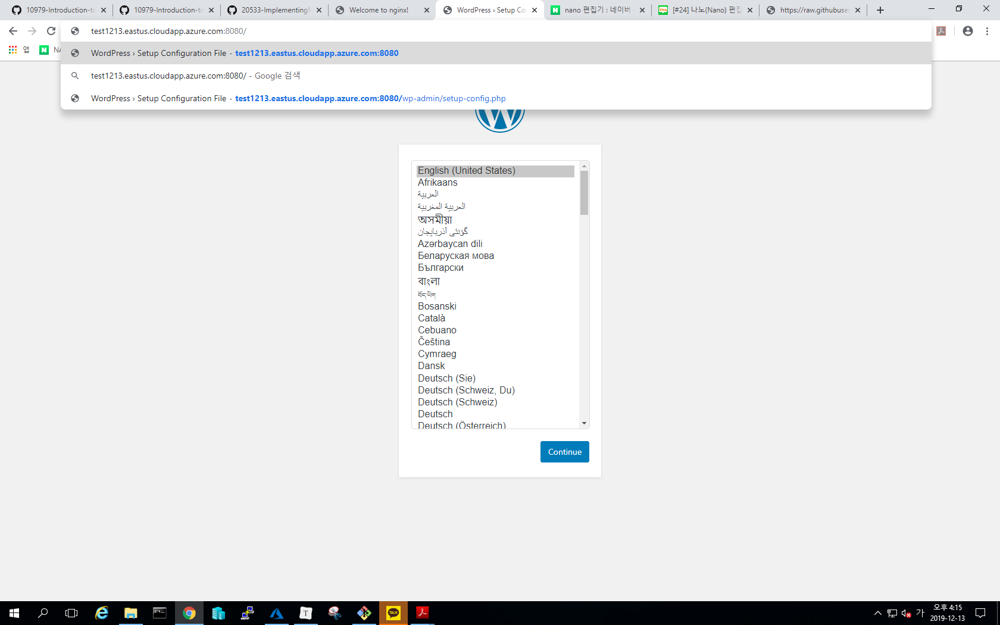 10979-Introduction-to
10979-Introduction-to
20533-Implementing
Welcome to nginx!
WordPress › Setup Co
nano 편집기 : 네이버
[#24] 나노(Nano) 편집
https://raw.githubuse
test1213.eastus.cloudapp.azure.com:8080/
앱
NA
WordPress › Setup Configuration File - test1213.eastus.cloudapp.azure.com:8080
test1213.eastus.cloudapp.azure.com:8080/ - Google 검색
WordPress › Setup Configuration File - test1213.eastus.cloudapp.azure.com:8080/wp-admin/setup-config.php
English (United States)
Afrikaans
العربية
العربية المغربية
অসমীয়া
گؤنئی آذربایجان
Azərbaycan dili
Беларуская мова
Български
বাংলা
བོད་ཡིག
Bosanski
Català
Cebuano
Čeština
Cymraeg
Dansk
Deutsch (Sie)
Deutsch (Schweiz, Du)
Deutsch (Schweiz)
Deutsch
Deutsch (Österreich)
Continue
TALK
가
오후 4:15
2019-12-13